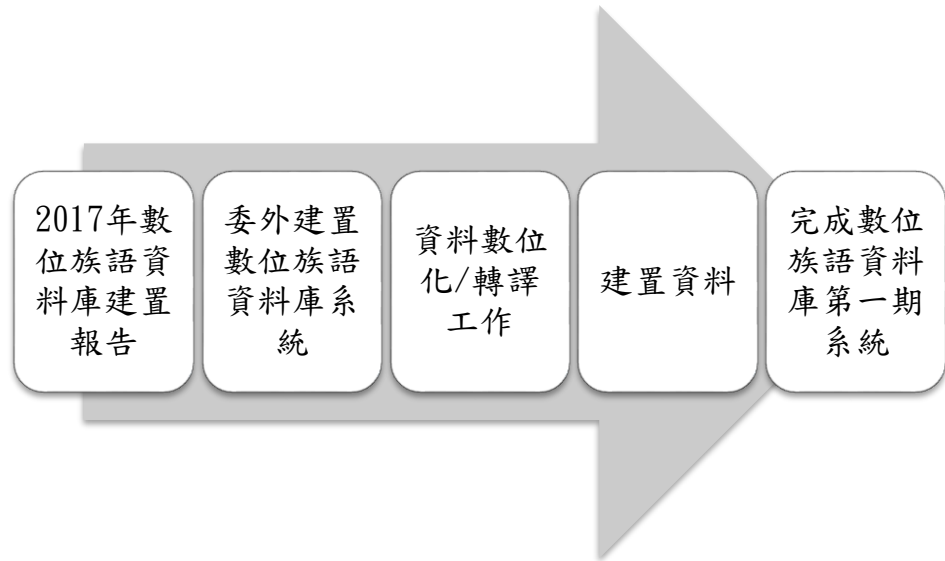 2017年數
位族語資
料庫建置
報告
委外建置
數位族語
資料庫系
統
資料數位
化/轉譯
工作
建置資料
完成數位
族語資料
庫第一期
系統